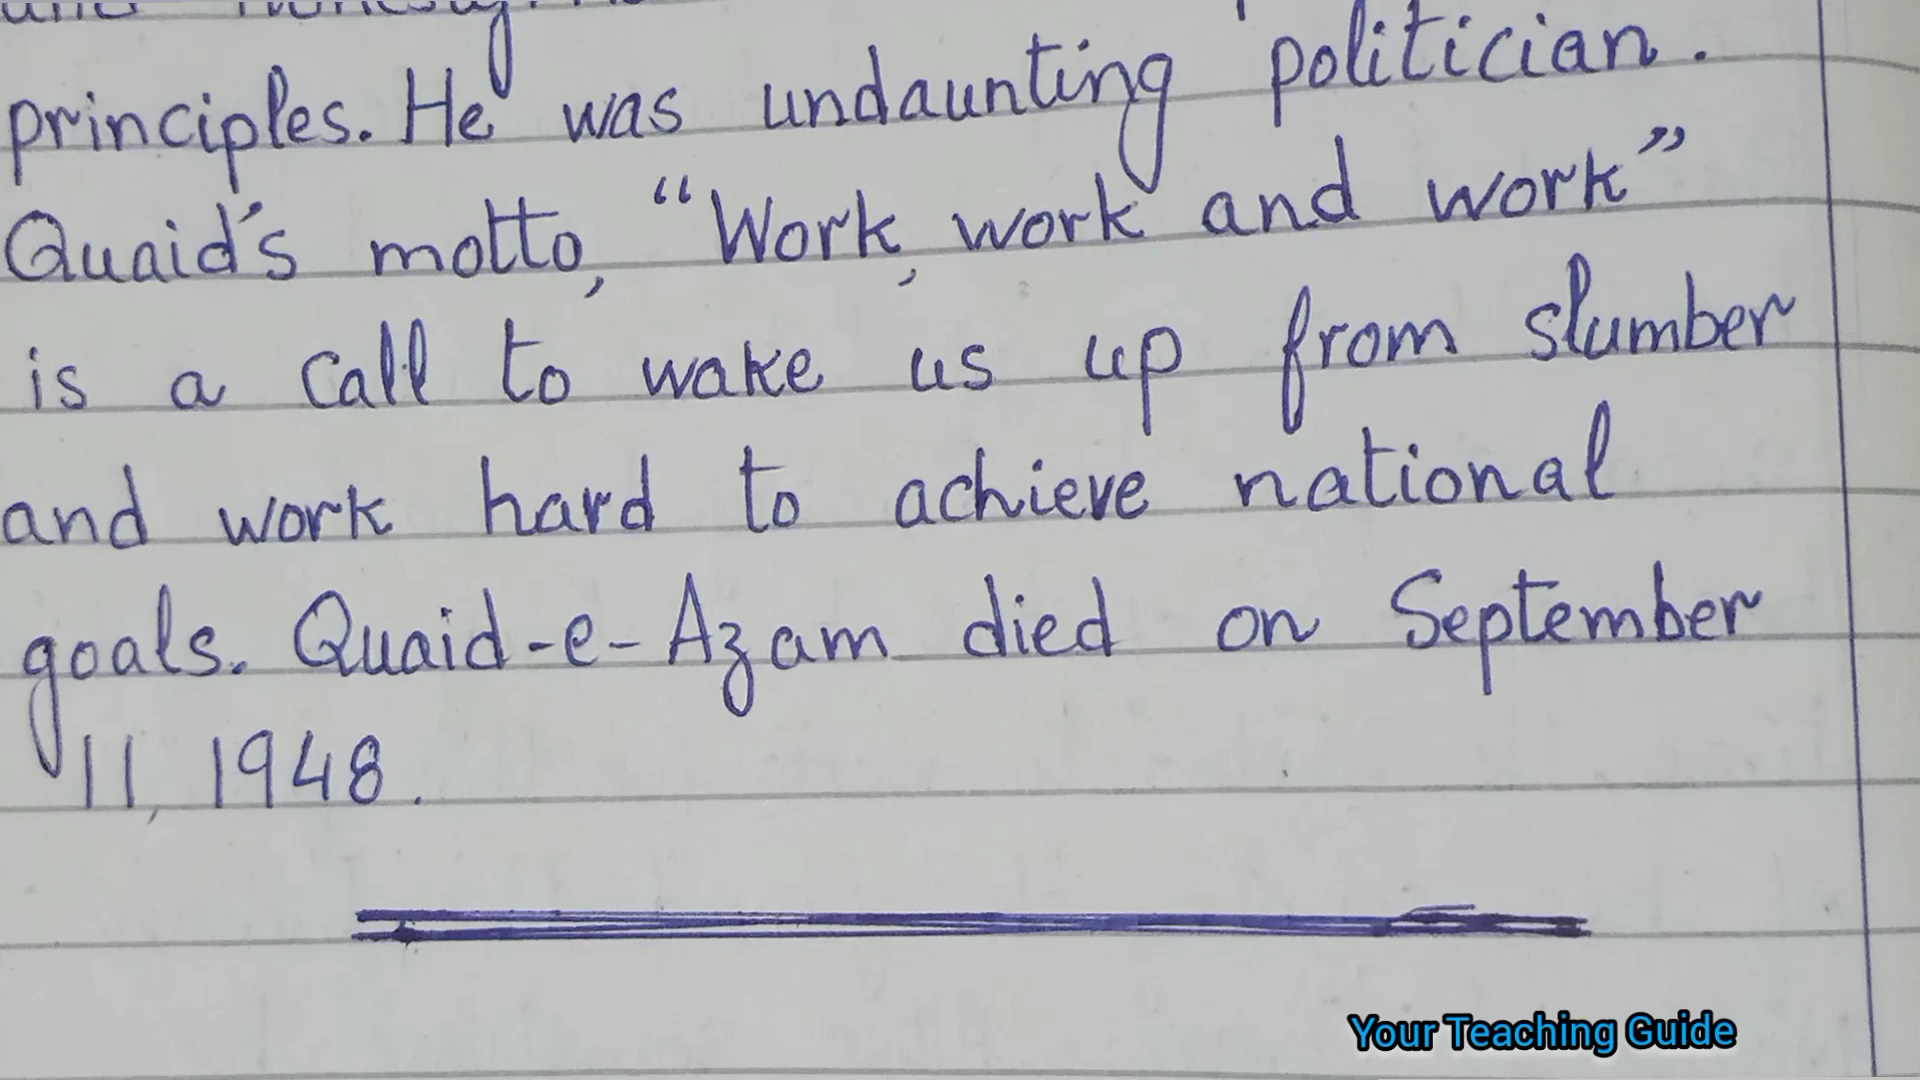 principles. He was undaunting politician.
Quaid's motto, "Work, work and work"
is a call to wake us up from slumber
and work hard to achieve national
goals. Quaid-e-Azam died on September
11, 1948.
Your Teaching Guide